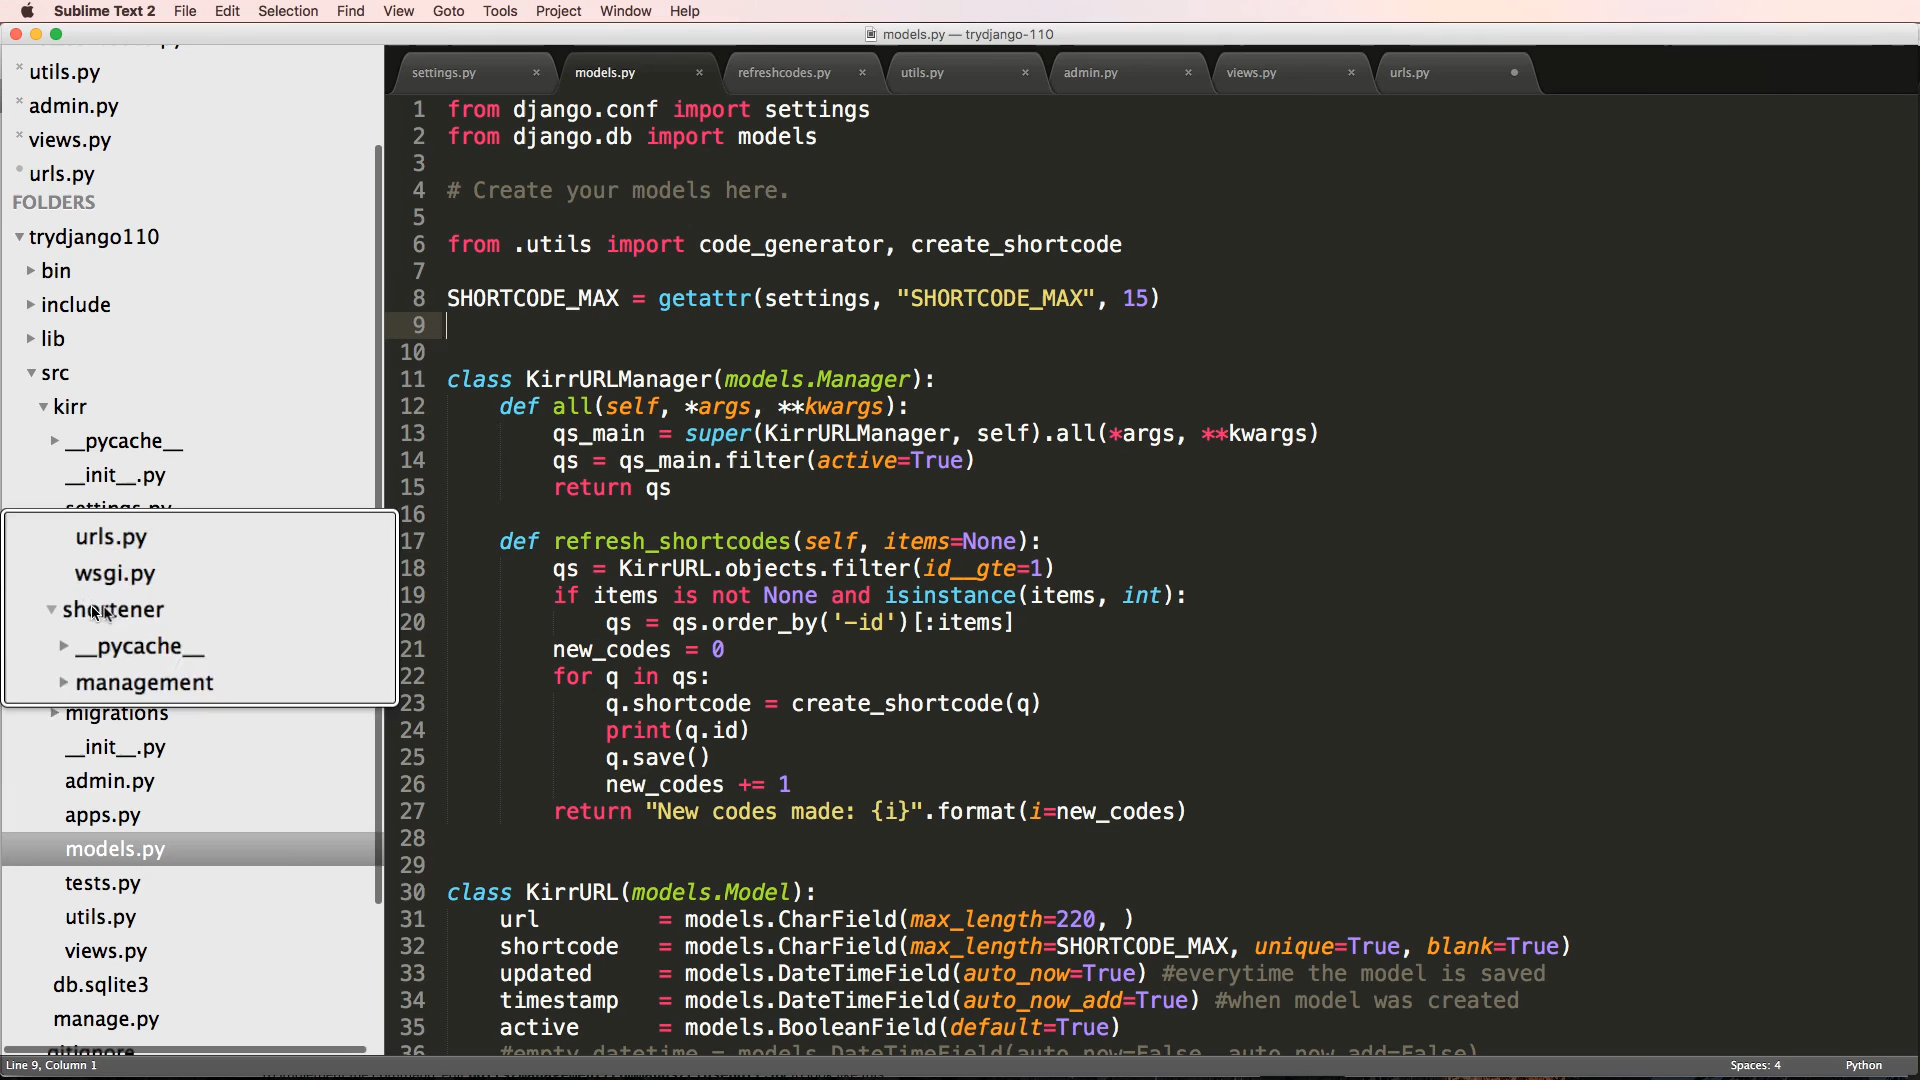 Sublime Text 2 File Edit Selection Find View Goto Tools Project Window Help
models.py — trydjango-110
utils.py
admin.py
views.py
urls.py
FOLDERS
trydjango110
bin
include
lib
src
kirr
__pycache__
__init__.py
settings.py
urls.py
wsgi.py
shortener
__pycache__
management
migrations
__init__.py
admin.py
apps.py
models.py
tests.py
utils.py
views.py
db.sqlite3
manage.py
.gitignore
settings.py models.py refreshcodes.py utils.py admin.py views.py urls.py
1 from django.conf import settings
2 from django.db import models
3
4 # Create your models here.
5
6 from .utils import code_generator, create_shortcode
7
8 SHORTCODE_MAX = getattr(settings, "SHORTCODE_MAX", 15)
9
10
11 class KirrURLManager(models.Manager):
12 def all(self, *args, **kwargs):
13 qs_main = super(KirrURLManager, self).all(*args, **kwargs)
14 qs = qs_main.filter(active=True)
15 return qs
16
17 def refresh_shortcodes(self, items=None):
18 qs = KirrURL.objects.filter(id__gte=1)
19 if items is not None and isinstance(items, int):
20 qs = qs.order_by('-id')[:items]
21 new_codes = 0
22 for q in qs:
23 q.shortcode = create_shortcode(q)
24 print(q.id)
25 q.save()
26 new_codes += 1
27 return "New codes made: {i}".format(i=new_codes)
28
29
30 class KirrURL(models.Model):
31 url = models.CharField(max_length=220, )
32 shortcode = models.CharField(max_length=SHORTCODE_MAX, unique=True, blank=True)
33 updated = models.DateTimeField(auto_now=True) #everytime the model is saved
34 timestamp = models.DateTimeField(auto_now_add=True) #when model was created
35 active = models.BooleanField(default=True)
36 #empty_datetime = models.DateTimeField(auto_now=False, auto_now_add=False)
Line 9, Column 1
Spaces: 4 Python